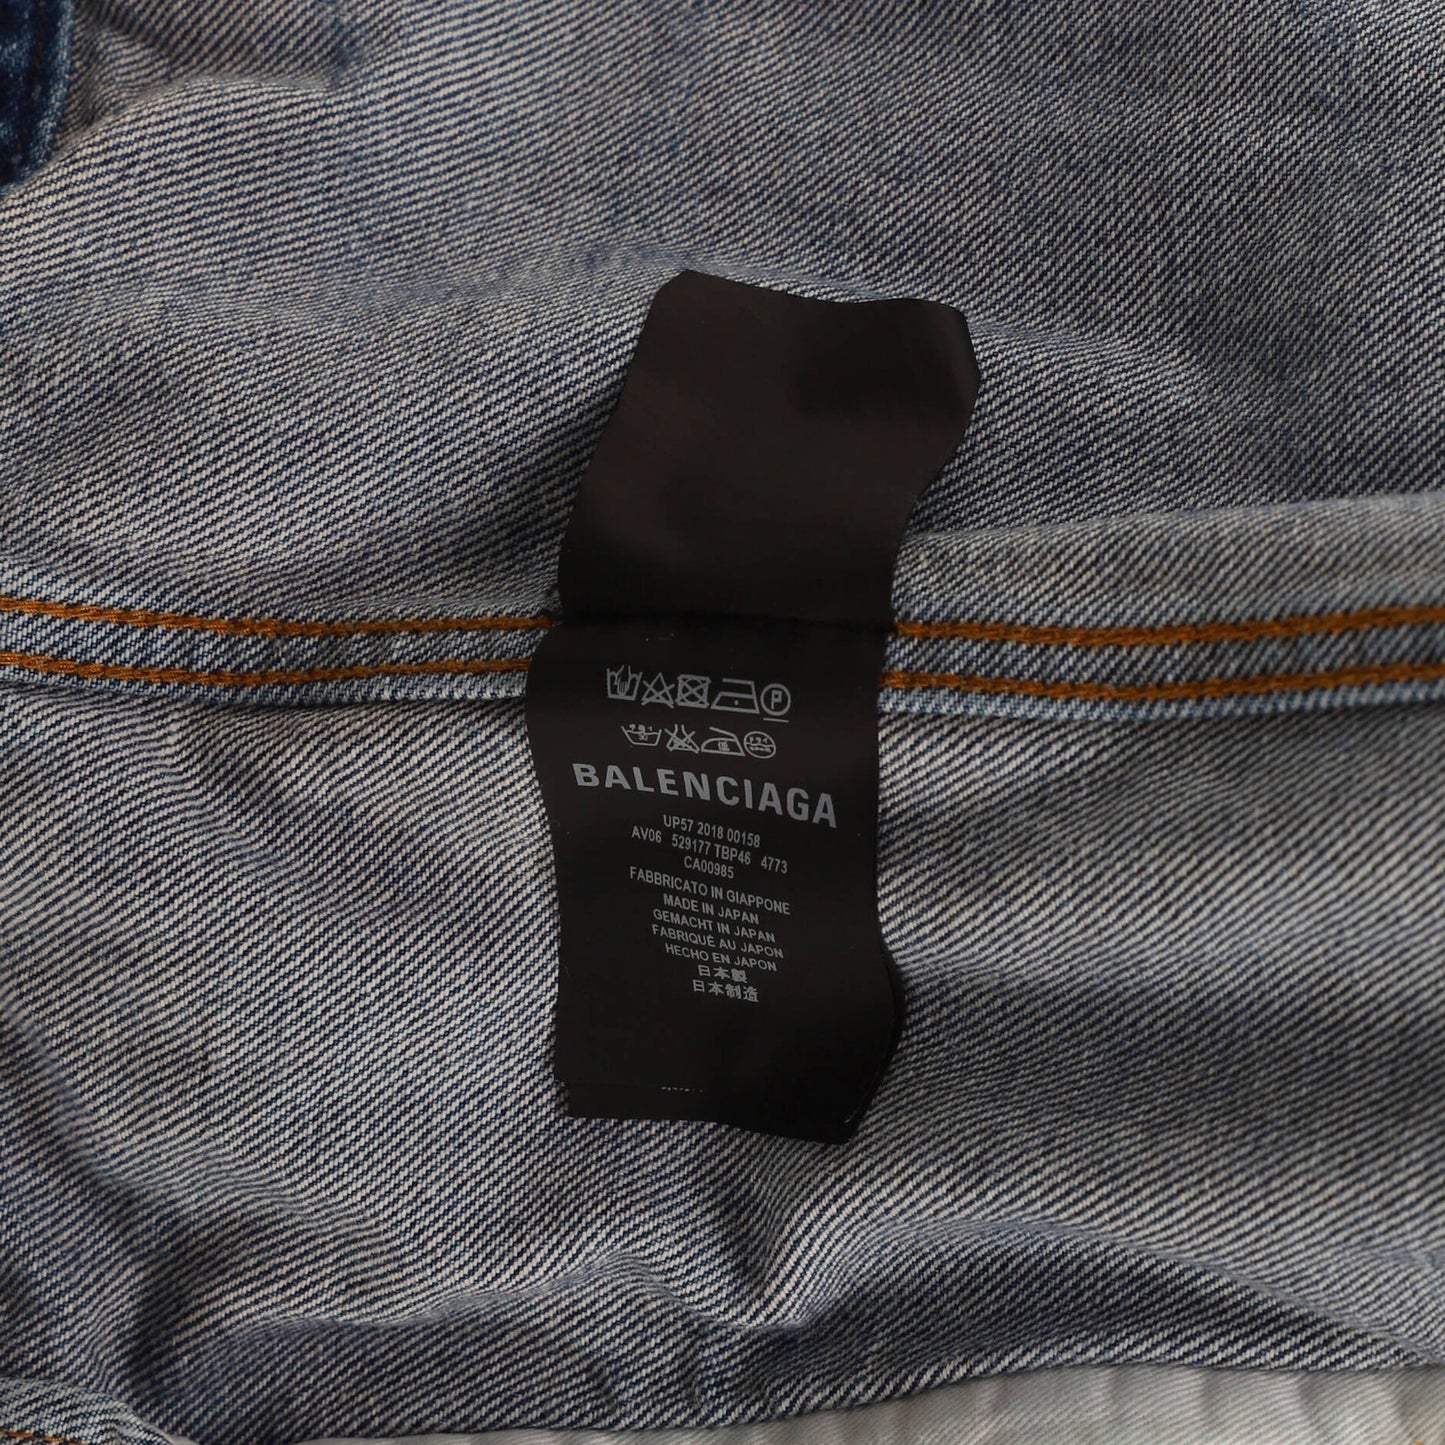 P
BALENCIAGA
UP57 2018 00158
AV06 529177 TBP46 4773
CA00985
FABBRICATO IN GIAPPONE
MADE IN JAPAN
GEMACHT IN JAPAN
FABRIQUÉ AU JAPON
HECHO EN JAPON
日本製
日本制造